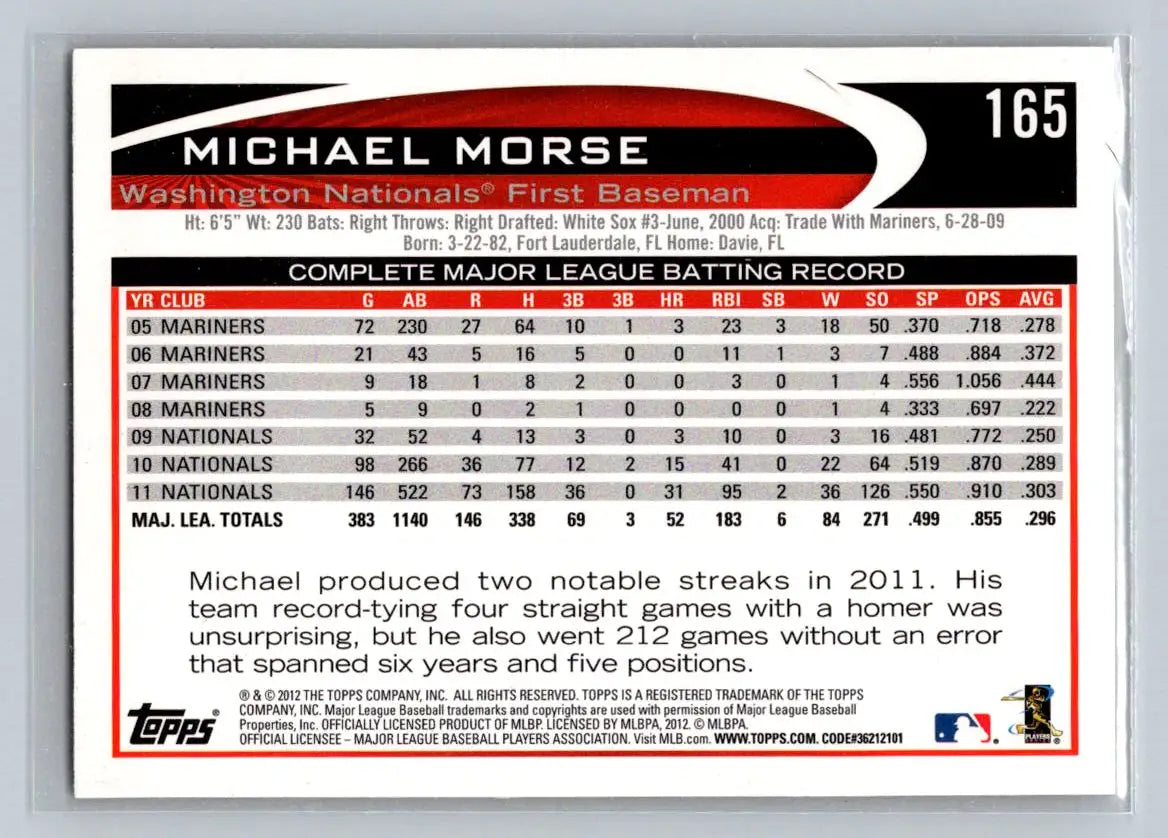 165
MICHAEL MORSE
Washington Nationals® First Baseman
Ht: 6'5" Wt: 230 Bats: Right Throws: Right Drafted: White Sox #3-June, 2000 Acq: Trade With Mariners, 6-28-09
Born: 3-22-82, Fort Lauderdale, FL Home: Davie, FL
COMPLETE MAJOR LEAGUE BATTING RECORD
YR CLUB G AB R H 3B 3B HR RBI SB W SO SP OPS AVG
05 MARINERS 72 230 27 64 10 1 3 23 3 18 50 .370 .718 .278
06 MARINERS 21 43 5 16 5 0 0 11 1 3 7 .488 .884 .372
07 MARINERS 9 18 1 8 2 0 0 3 0 1 4 .556 1.056 .444
08 MARINERS 5 9 0 2 1 0 0 0 0 1 4 .333 .697 .222
09 NATIONALS 32 52 4 13 3 0 3 10 0 3 16 .481 .772 .250
10 NATIONALS 98 266 36 77 12 2 15 41 0 22 64 .519 .870 .289
11 NATIONALS 146 522 73 158 36 0 31 95 2 36 126 .550 .910 .303
MAJ. LEA. TOTALS 383 1140 146 338 69 3 52 183 6 84 271 .499 .855 .296
Michael produced two notable streaks in 2011. His
team record-tying four straight games with a homer was
unsurprising, but he also went 212 games without an error
that spanned six years and five positions.
Topps®
® & © 2012 THE TOPPS COMPANY, INC. ALL RIGHTS RESERVED. TOPPS IS A REGISTERED TRADEMARK OF THE TOPPS
COMPANY, INC. Major League Baseball trademarks and copyrights are used with permission of Major League Baseball
Properties, Inc. OFFICIALLY LICENSED PRODUCT OF MLBP. LICENSED BY MLBPA, 2012. © MLBPA.
OFFICIAL LICENSEE – MAJOR LEAGUE BASEBALL PLAYERS ASSOCIATION. Visit MLB.com. WWW.TOPPS.COM. CODE#36212101
PLAYERS